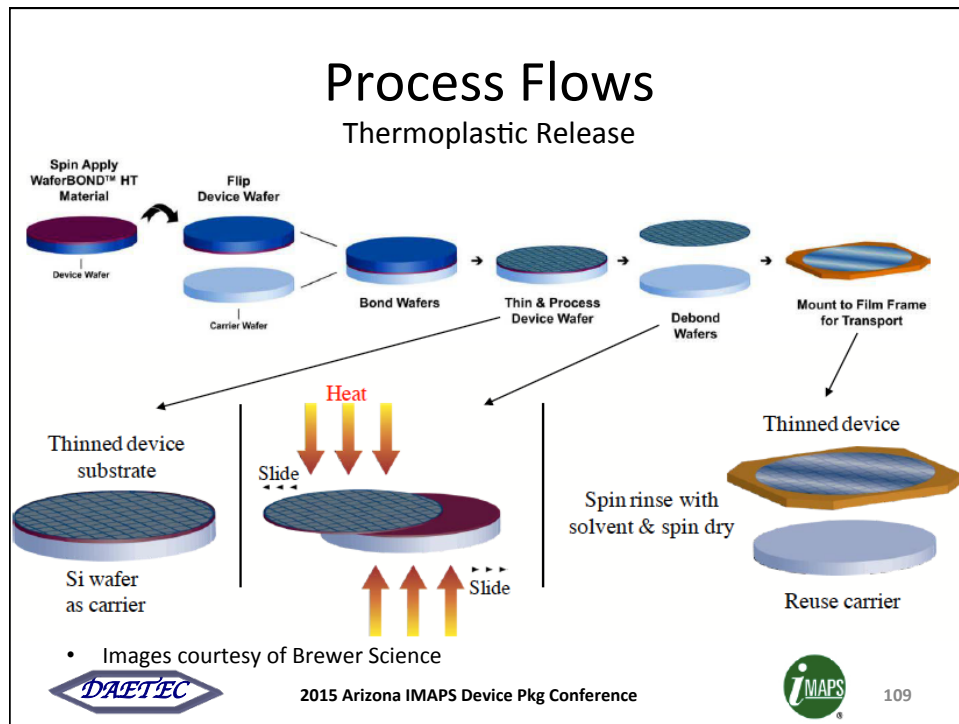 Process Flows
Thermoplastic Release
Spin Apply
WaferBOND™ HT
Material
Device Wafer
Flip
Device Wafer
Carrier Wafer
Bond Wafers
Thin & Process
Device Wafer
Debond
Wafers
Mount to Film Frame
for Transport
Thinned device
substrate
Si wafer
as carrier
Heat
Slide
Slide
Thinned device
Spin rinse with
solvent & spin dry
Reuse carrier
• Images courtesy of Brewer Science
DAETEC
2015 Arizona IMAPS Device Pkg Conference
iMAPS
®
109